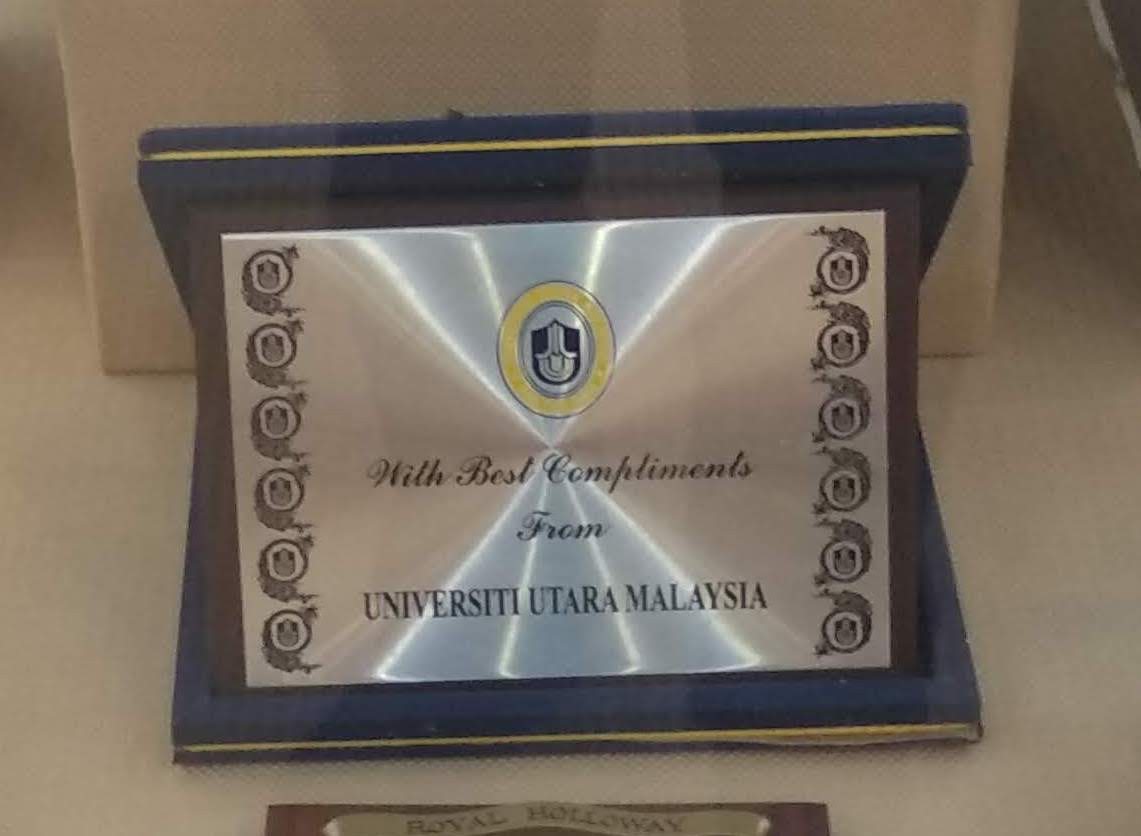 With Best Compliments
From
UNIVERSITI UTARA MALAYSIA
ROYAL HOLLOWAY